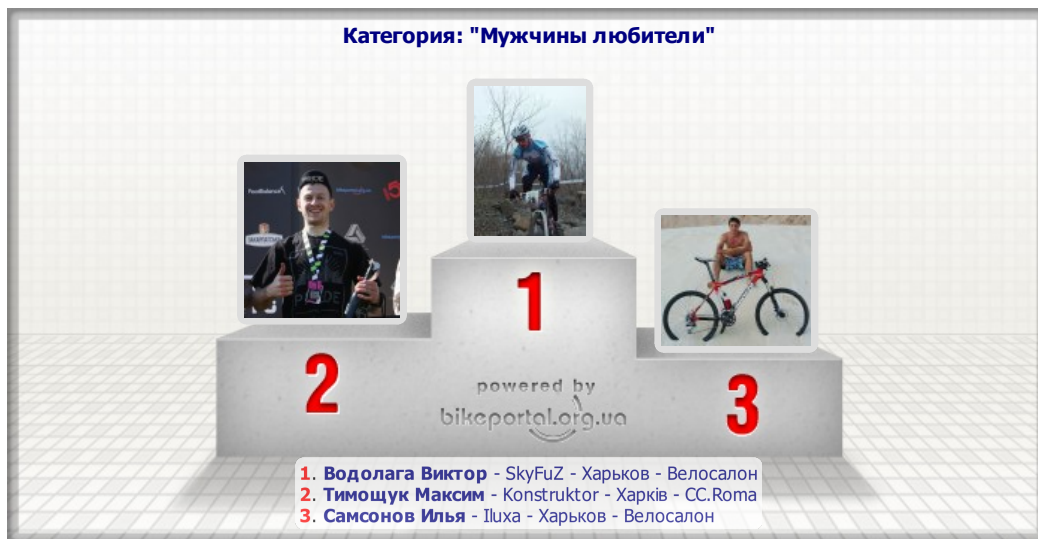 Категория: "Мужчины любители"
1
2
3
powered by
bikeportal.org.ua
1. Водолага Виктор - SkyFuZ - Харьков - Велосалон
2. Тимощук Максим - Konstruktor - Харків - CC.Roma
3. Самсонов Илья - Iluxa - Харьков - Велосалон